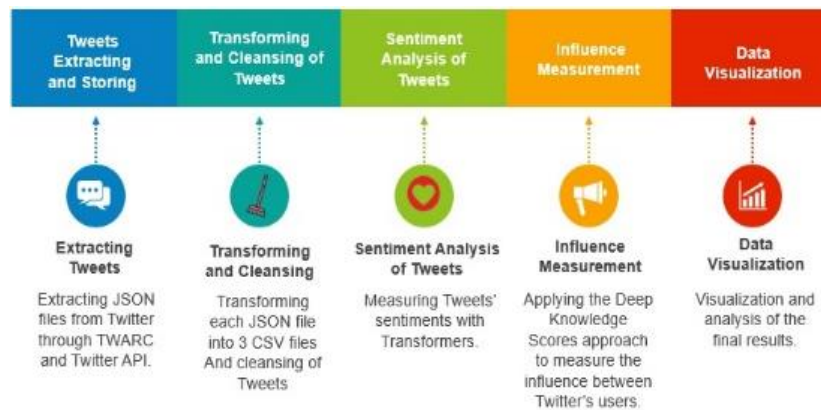 Tweets
Extracting
and Storing
Transforming
and Cleansing of
Tweets
Sentiment
Analysis of
Tweets
Influence
Measurement
Data
Visualization
Extracting
Tweets
Extracting JSON
files from Twitter
through TWARC
and Twitter API.
Transforming
and Cleansing
Transforming
each JSON file
into 3 CSV files
And cleansing of
Tweets
Sentiment Analysis
of Tweets
Measuring Tweets'
sentiments with
Transformers.
Influence
Measurement
Applying the Deep
Knowledge
Scores approach
to measure the
influence between
Twitter's users.
Data
Visualization
Visualization and
analysis of the
final results.